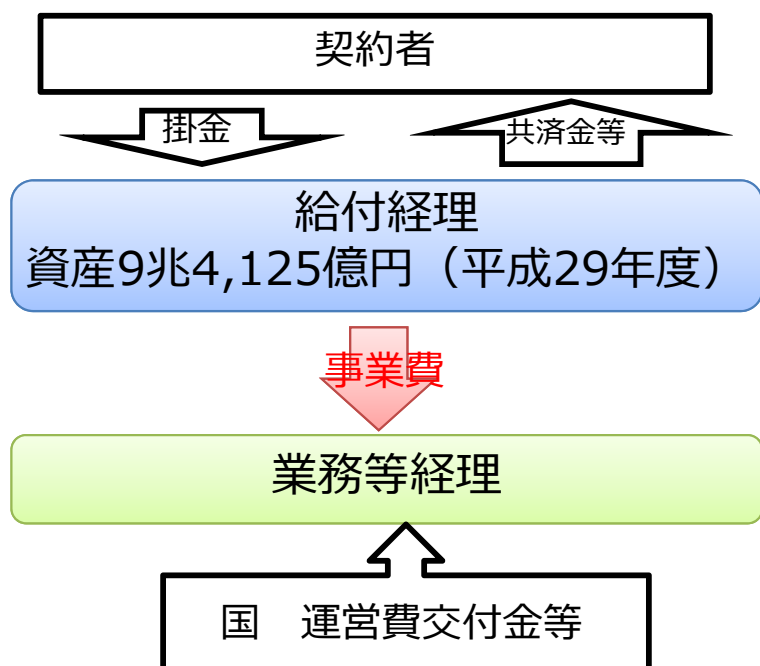 契約者
掛金
共済金等
給付経理
資産9兆4,125億円（平成29年度）
事業費
業務等経理
国　運営費交付金等